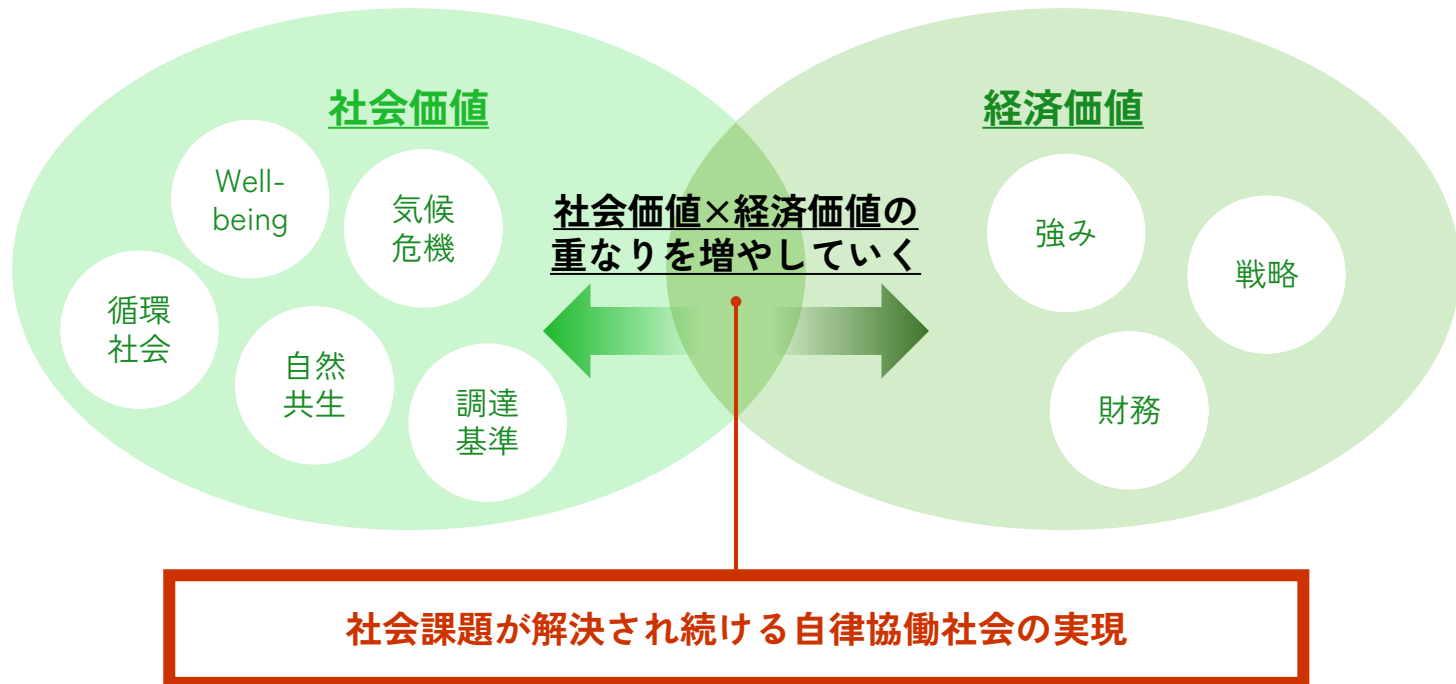 社会価値
経済価値
Well-
being
気候
危機
社会価値×経済価値の
重なりを増やしていく
強み
戦略
循環
社会
自然
共生
調達
基準
財務
社会課題が解決され続ける自律協働社会の実現